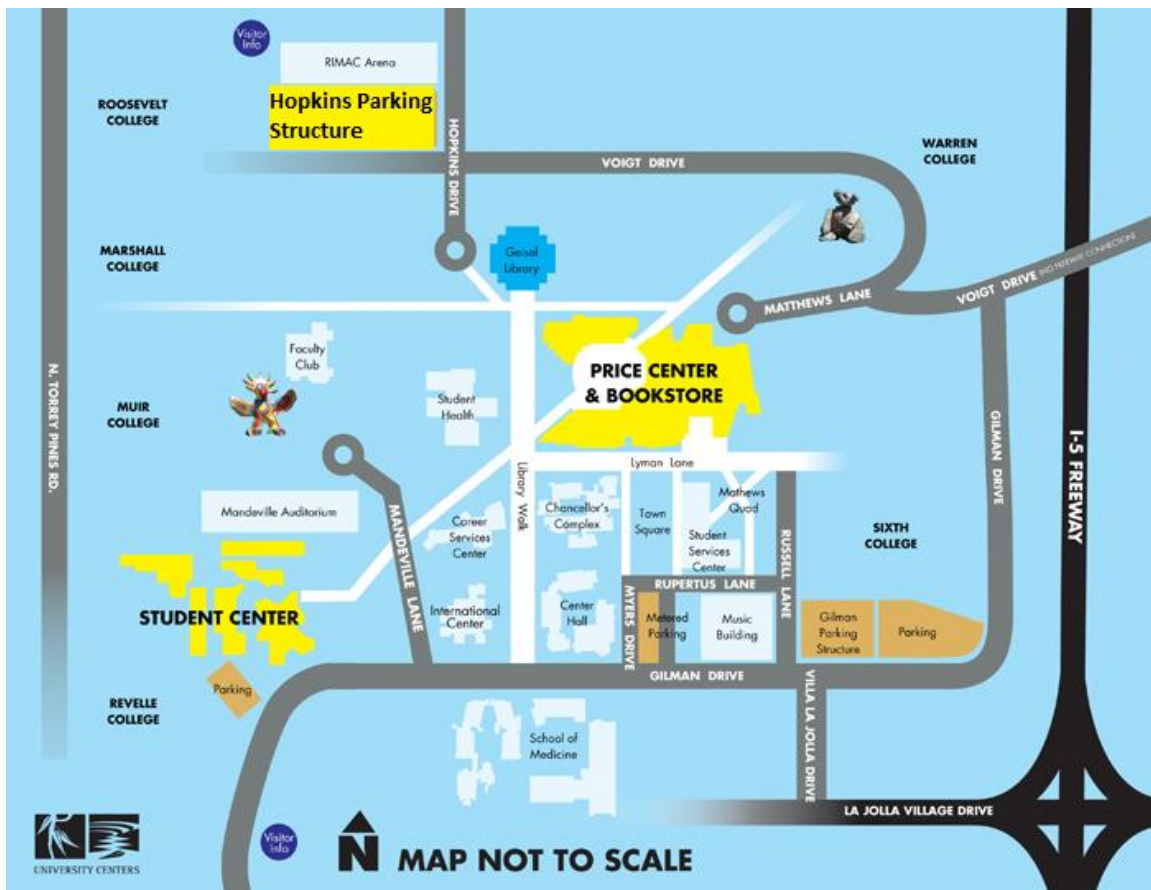 Visitor
Info
RIMAC Arena
Hopkins Parking
Structure
ROOSEVELT
COLLEGE
HOPKINS DRIVE
VOIGT DRIVE
WARREN
COLLEGE
MARSHALL
COLLEGE
Geisel
Library
MATTHEWS LANE
VOIGT DRIVE (NO FREEWAY CONNECTION)
N. TORREY PINES RD.
Faculty
Club
Student
Health
PRICE CENTER
& BOOKSTORE
MUIR
COLLEGE
GILMAN DRIVE
I-5 FREEWAY
Library Walk
Lyman Lane
Mandeville Auditorium
MANDEVILLE LANE
Career
Services
Center
Chancellor's
Complex
Town
Square
Mathews
Quad
Student
Services
Center
RUSSELL LANE
SIXTH
COLLEGE
STUDENT CENTER
International
Center
Center
Hall
MYERS DRIVE
RUPERTUS LANE
Metered
Parking
Music
Building
Gilman
Parking
Structure
Parking
Parking
GILMAN DRIVE
REVELLE
COLLEGE
School of
Medicine
VILLA LA JOLLA DRIVE
LA JOLLA VILLAGE DRIVE
UNIVERSITY CENTERS
Visitor
Info
N MAP NOT TO SCALE